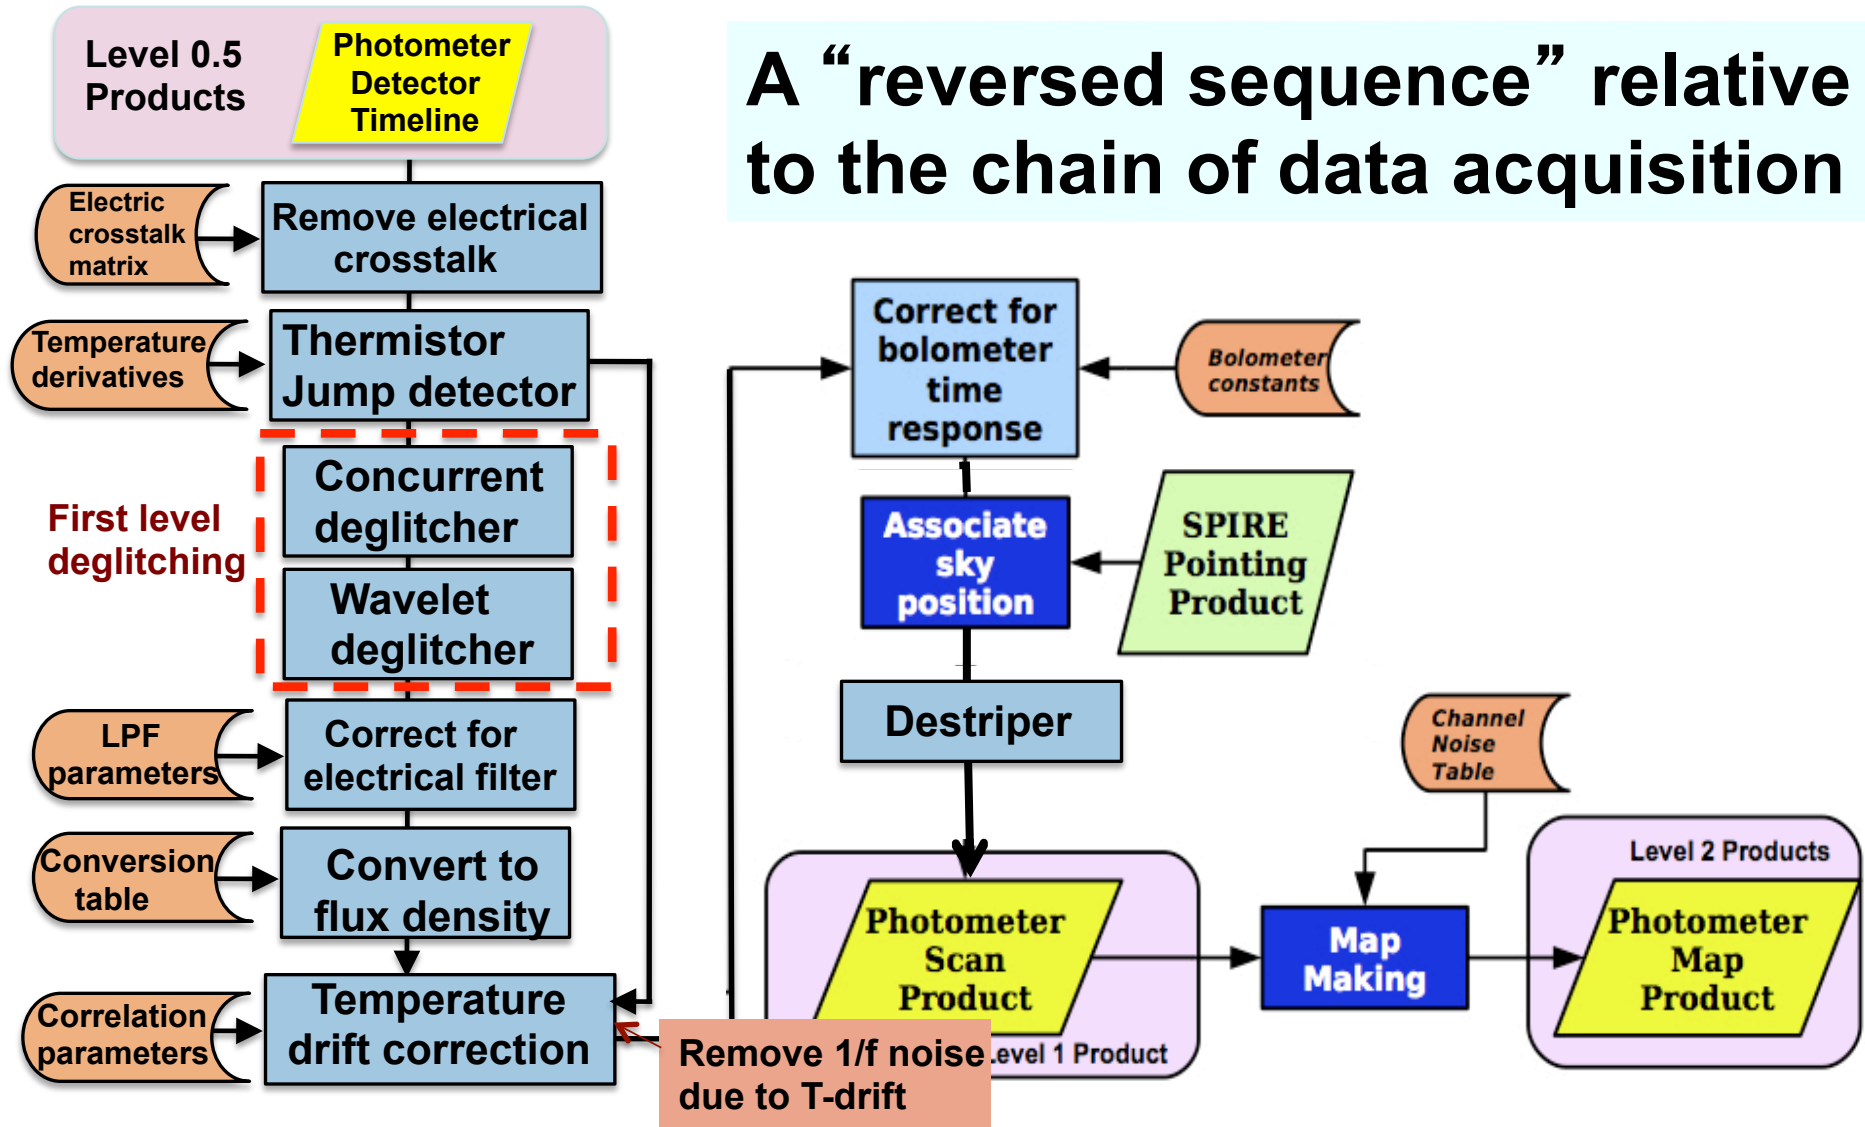 Level 0.5
Products
Photometer
Detector
Timeline
A “reversed sequence” relative
to the chain of data acquisition
Electric
crosstalk
matrix
Remove electrical
crosstalk
Temperature
derivatives
Thermistor
Jump detector
First level
deglitching
Concurrent
deglitcher
Wavelet
deglitcher
LPF
parameters
Correct for
electrical filter
Conversion
table
Convert to
flux density
Correlation
parameters
Temperature
drift correction
Remove 1/f noise
due to T-drift
Correct for
bolometer
time
response
Bolometer
constants
Associate
sky
position
SPIRE
Pointing
Product
Destriper
Photometer
Scan
Product
Level 1 Product
Channel
Noise
Table
Map
Making
Level 2 Products
Photometer
Map
Product